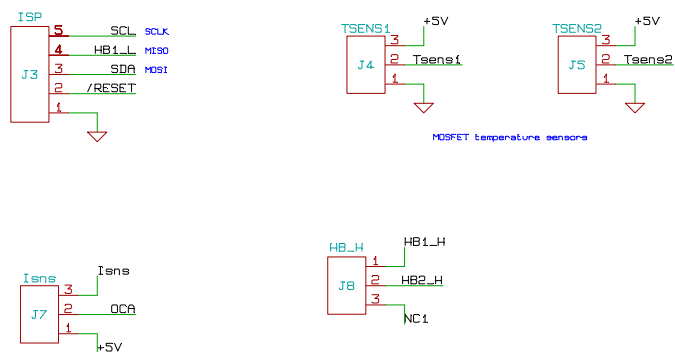 ISP
5 SCL SCLK
4 HB1_L MISO
J3 3 SDA MOSI
2 /RESET
1
TSENS1 +5V
3
J4 2 Tsens1
1
TSENS2 +5V
3
J5 2 Tsens2
1
MOSFET temperature sensors
Isns Isns
3
J7 2 OCA
1
+5V
HB_H HB1_H
1
J8 2 HB2_H
3
NC1